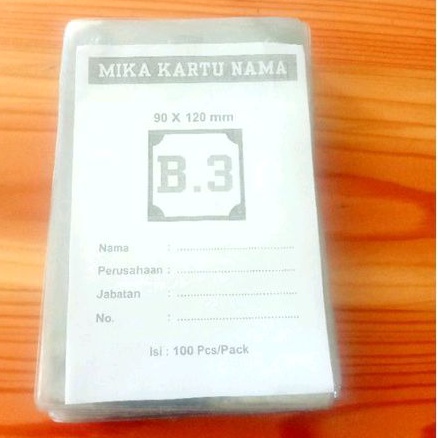 MIKA KARTU NAMA
90 X 120 mm
B.3
Nama : ..............................
Perusahaan : ..............................
Jabatan : ..............................
No. : ..............................
Isi : 100 Pcs/Pack